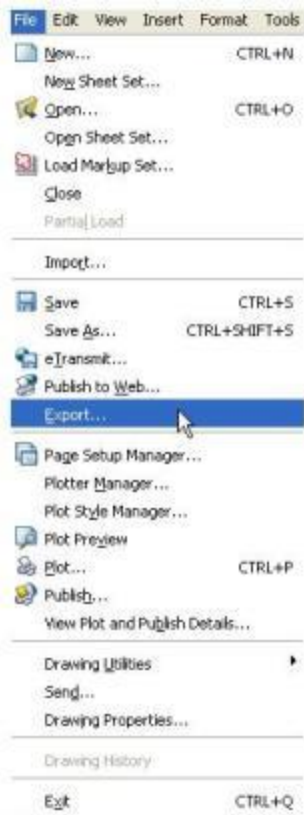 File Edit View Insert Format Tools
New... CTRL+N
New Sheet Set...
Open... CTRL+O
Open Sheet Set...
Load Markup Set...
Close
Partial Load
Import...
Save CTRL+S
Save As... CTRL+SHIFT+S
eTransmit...
Publish to Web...
Export...
Page Setup Manager...
Plotter Manager...
Plot Style Manager...
Plot Preview
Plot... CTRL+P
Publish...
View Plot and Publish Details...
Drawing Utilities
Send...
Drawing Properties...
Drawing History
Exit CTRL+Q